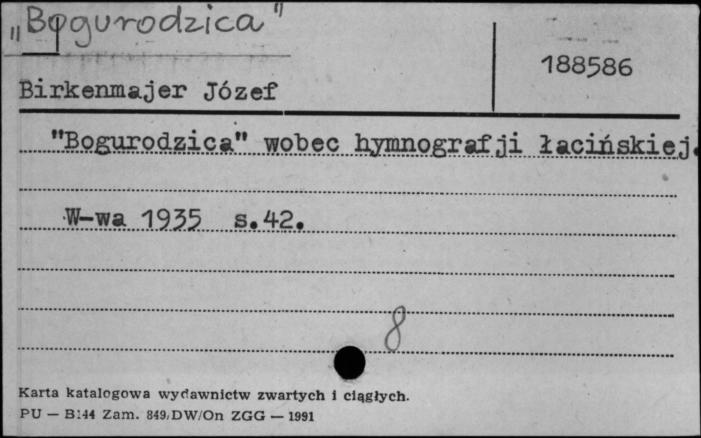 „Bogurodzica"
188586
Birkenmajer Józef
"Bogurodzica" wobec hymnografji łacińskiej.
W-wa 1935 s.42.
8
Karta katalogowa wydawnictw zwartych i ciągłych.
PU — B144 Zam. 849/DW/On ZGG — 1991